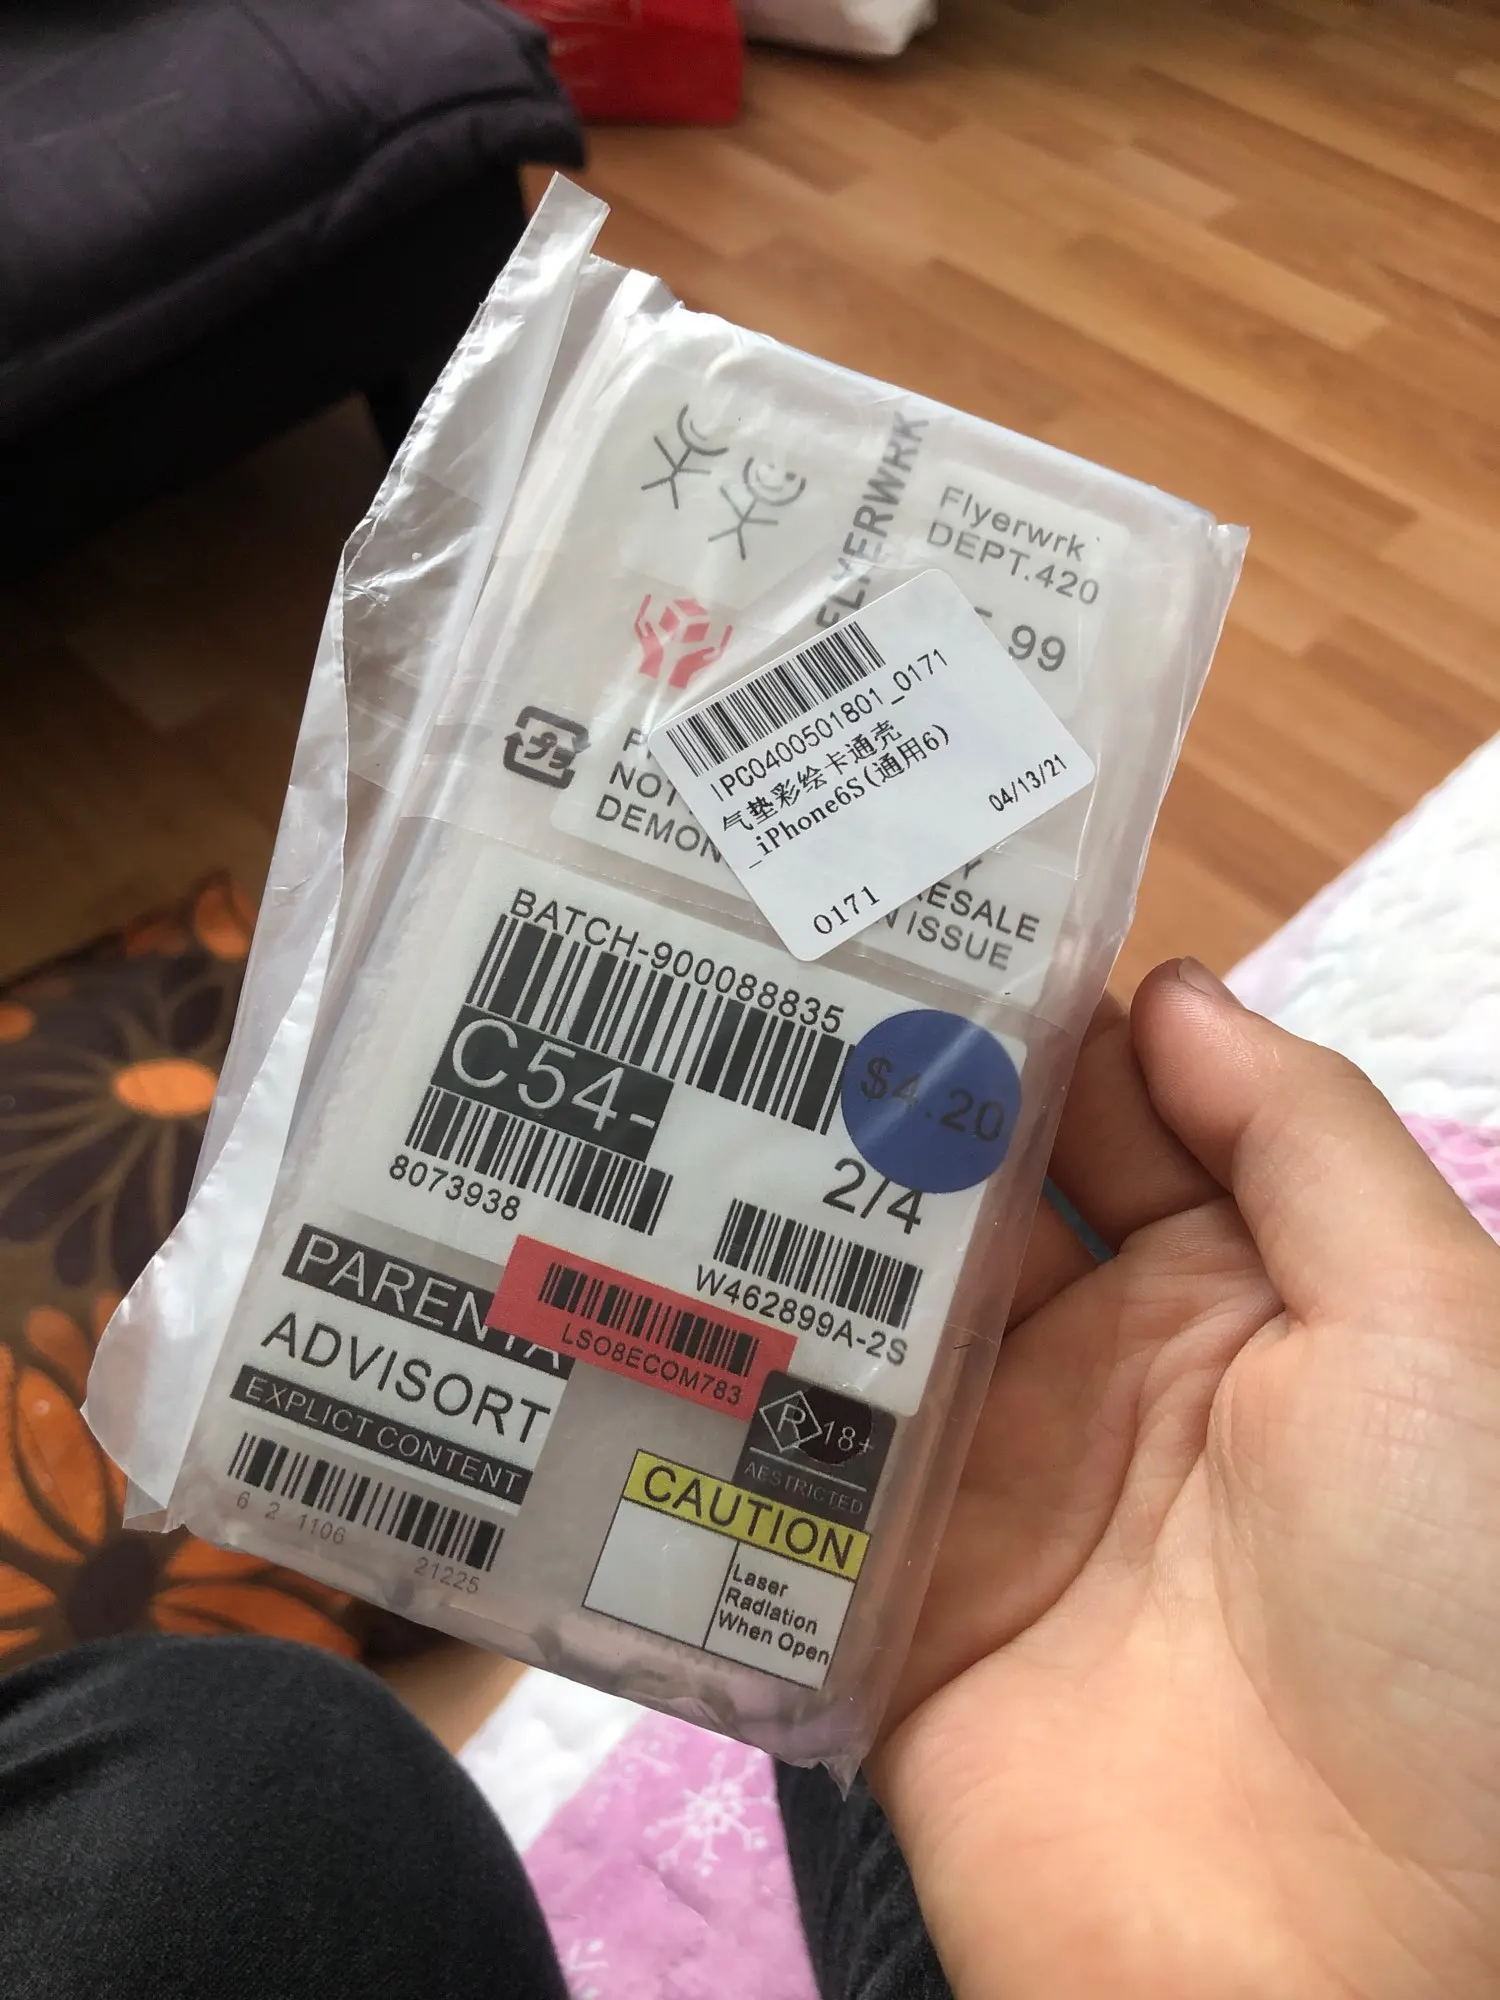 FLYERWRK
Flyerwrk
DEPT.420
.99
IPC0400501801_0171
气垫彩绘卡通壳
_iPhone6S(通用6)
04/13/21
0171
P
NOT
DEMON
Y
RESALE
N ISSUE
BATCH-900088835
C54-
8073938
$4.20
2/4
W462899A-2S
PARENTA
ADVISORT
EXPLICT CONTENT
6 2 1106 21225
LSO8ECOM783
R 18+
AESTRICTED
CAUTION
Laser
Radlation
When Open